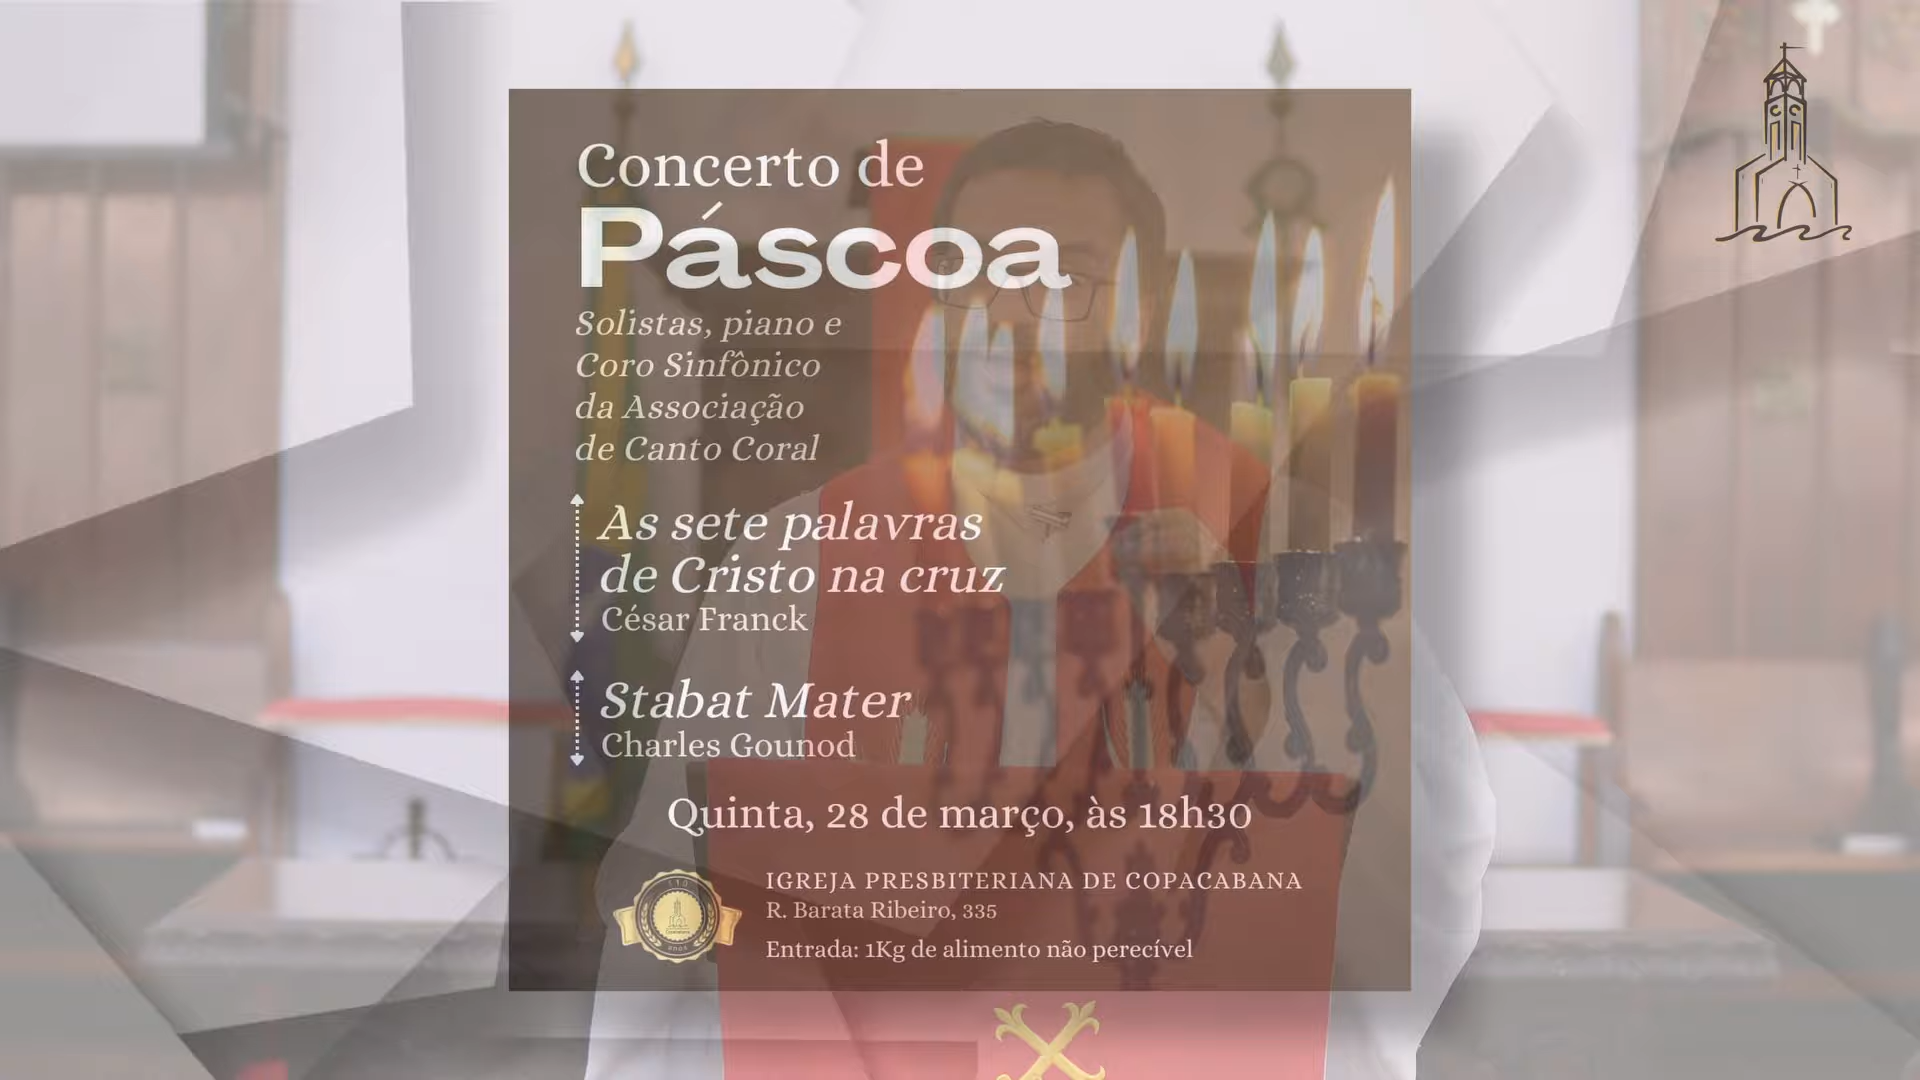 Concerto de
Páscoa
Solistas, piano e
Coro Sinfônico
da Associação
de Canto Coral
As sete palavras
de Cristo na cruz
César Franck
Stabat Mater
Charles Gounod
Quinta, 28 de março, às 18h30
IGREJA PRESBITERIANA DE COPACABANA
R. Barata Ribeiro, 335
Entrada: 1Kg de alimento não perecível
110
anos